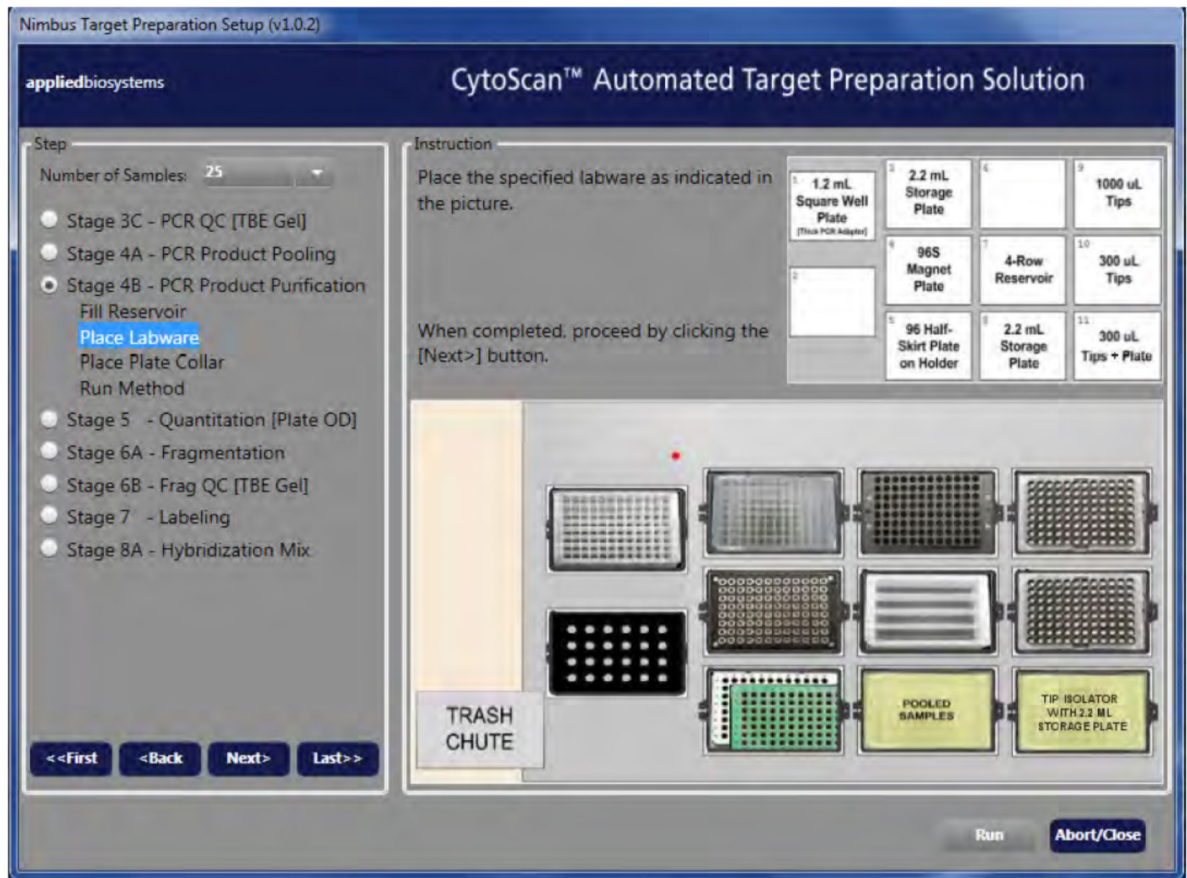 Nimbus Target Preparation Setup (v1.0.2)
appliedbiosystems
CytoScan™ Automated Target Preparation Solution
Step
Number of Samples: 25
Stage 3C - PCR QC [TBE Gel]
Stage 4A - PCR Product Pooling
Stage 4B - PCR Product Purification
Fill Reservoir
Place Labware
Place Plate Collar
Run Method
Stage 5 - Quantitation [Plate OD]
Stage 6A - Fragmentation
Stage 6B - Frag QC [TBE Gel]
Stage 7 - Labeling
Stage 8A - Hybridization Mix
<<First
<Back
Next>
Last>>
Instruction
Place the specified labware as indicated in
the picture.
When completed, proceed by clicking the
[Next>] button.
1
1.2 mL
Square Well
Plate
[Thick PCR Adapter]
2
3
2.2 mL
Storage
Plate
4
96S
Magnet
Plate
5
96 Half-
Skirt Plate
on Holder
6
7
4-Row
Reservoir
8
2.2 mL
Storage
Plate
9
1000 uL
Tips
10
300 uL
Tips
11
300 uL
Tips + Plate
TRASH
CHUTE
POOLED
SAMPLES
TIP ISOLATOR
WITH 2.2 ML
STORAGE PLATE
Run
Abort/Close